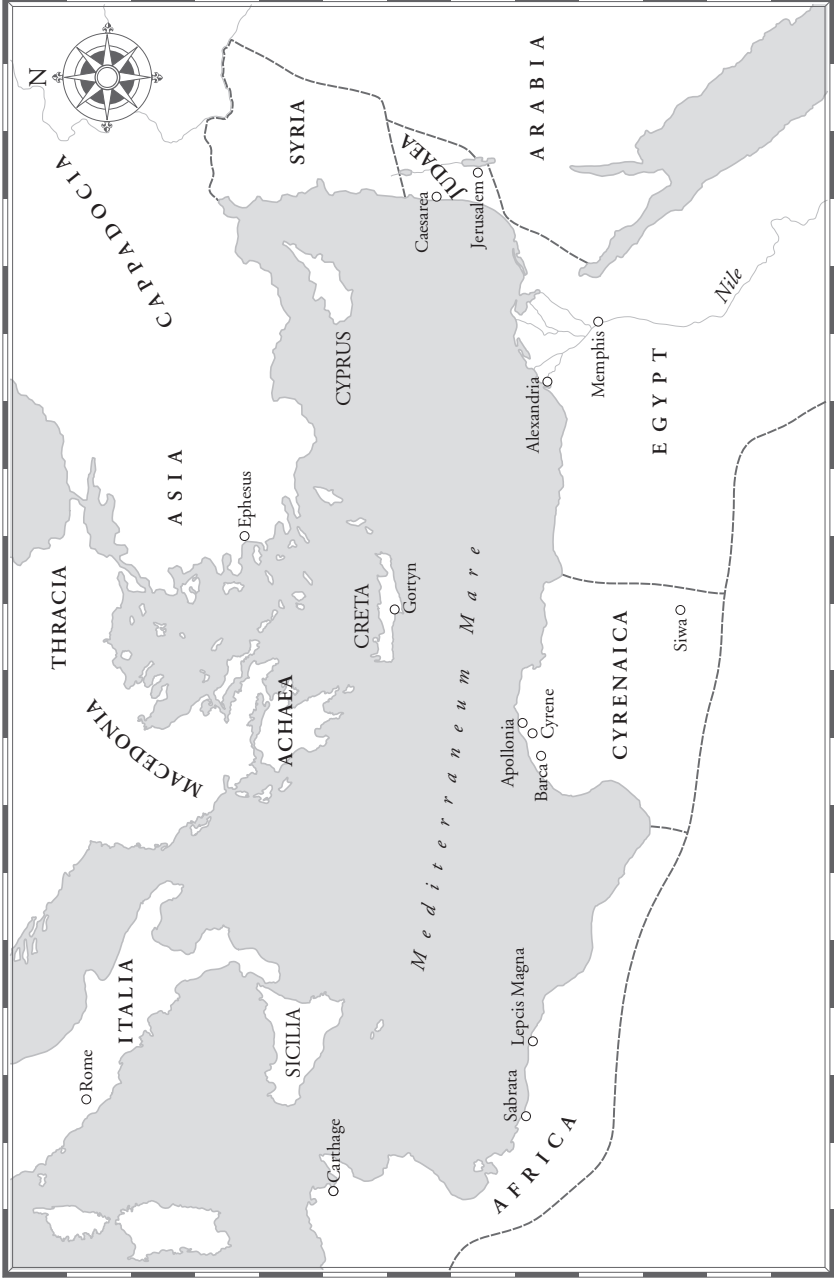 N
CAPPADOCIA
SYRIA
ARABIA
JUDAEA
Caesarea
Jerusalem
CYPRUS
Nile
Memphis
Alexandria
EGYPT
ASIA
Ephesus
THRACIA
MACEDONIA
ACHAEA
CRETA
Gortyn
Mediterraneum Mare
Apollonia
Cyrene
Barca
CYRENAICA
Siwa
ITALIA
Rome
SICILIA
Carthage
Lepcis Magna
Sabrata
AFRICA